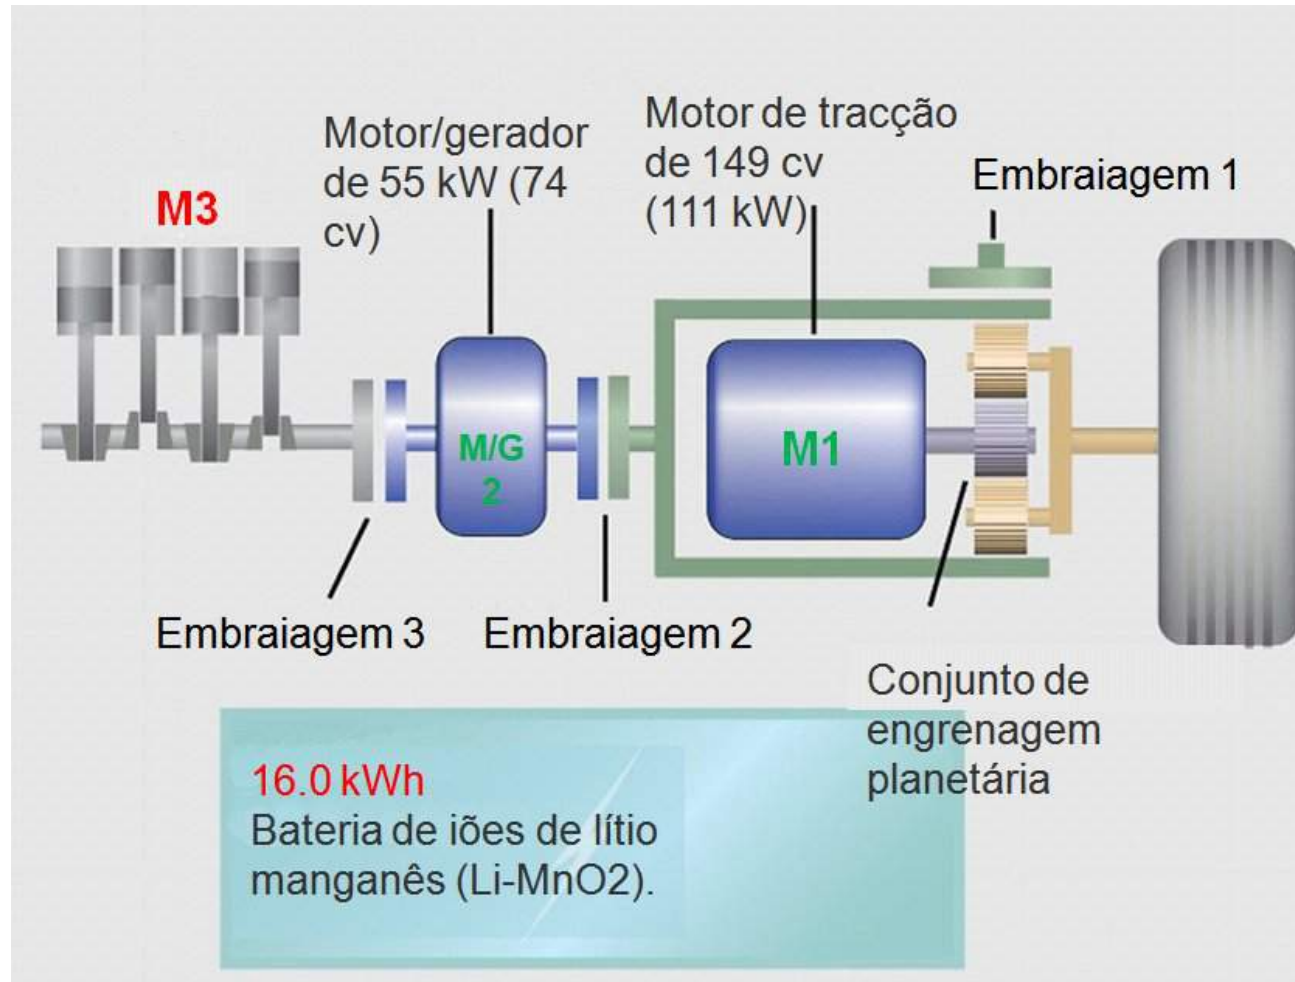 Motor/gerador
de 55 kW (74
cv)
Motor de tracção
de 149 cv
(111 kW)
Embraiagem 1
M3
M/G
2
M1
Embraiagem 3
Embraiagem 2
Conjunto de
engrenagem
planetária
16.0 kWh
Bateria de iões de lítio
manganês (Li-MnO2).